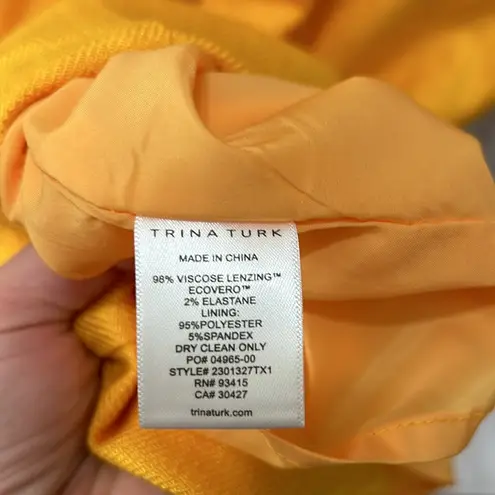 TRINA TURK
MADE IN CHINA
98% VISCOSE LENZING™
ECOVERO™
2% ELASTANE
LINING:
95%POLYESTER
5%SPANDEX
DRY CLEAN ONLY
PO# 04965-00
STYLE# 2301327TX1
RN# 93415
CA# 30427
trinaturk.com